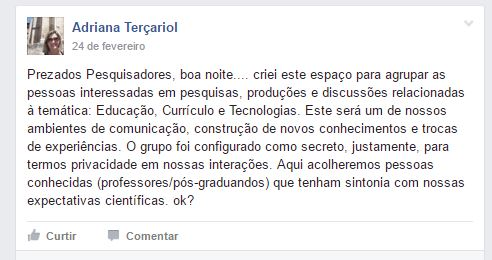 Adriana Terçariol
24 de fevereiro
Prezados Pesquisadores, boa noite.... criei este espaço para agrupar as
pessoas interessadas em pesquisas, produções e discussões relacionadas
à temática: Educação, Currículo e Tecnologias. Este será um de nossos
ambientes de comunicação, construção de novos conhecimentos e trocas
de experiências. O grupo foi configurado como secreto, justamente, para
termos privacidade em nossas interações. Aqui acolheremos pessoas
conhecidas (professores/pós-graduandos) que tenham sintonia com nossas
expectativas científicas. ok?
Curtir Comentar